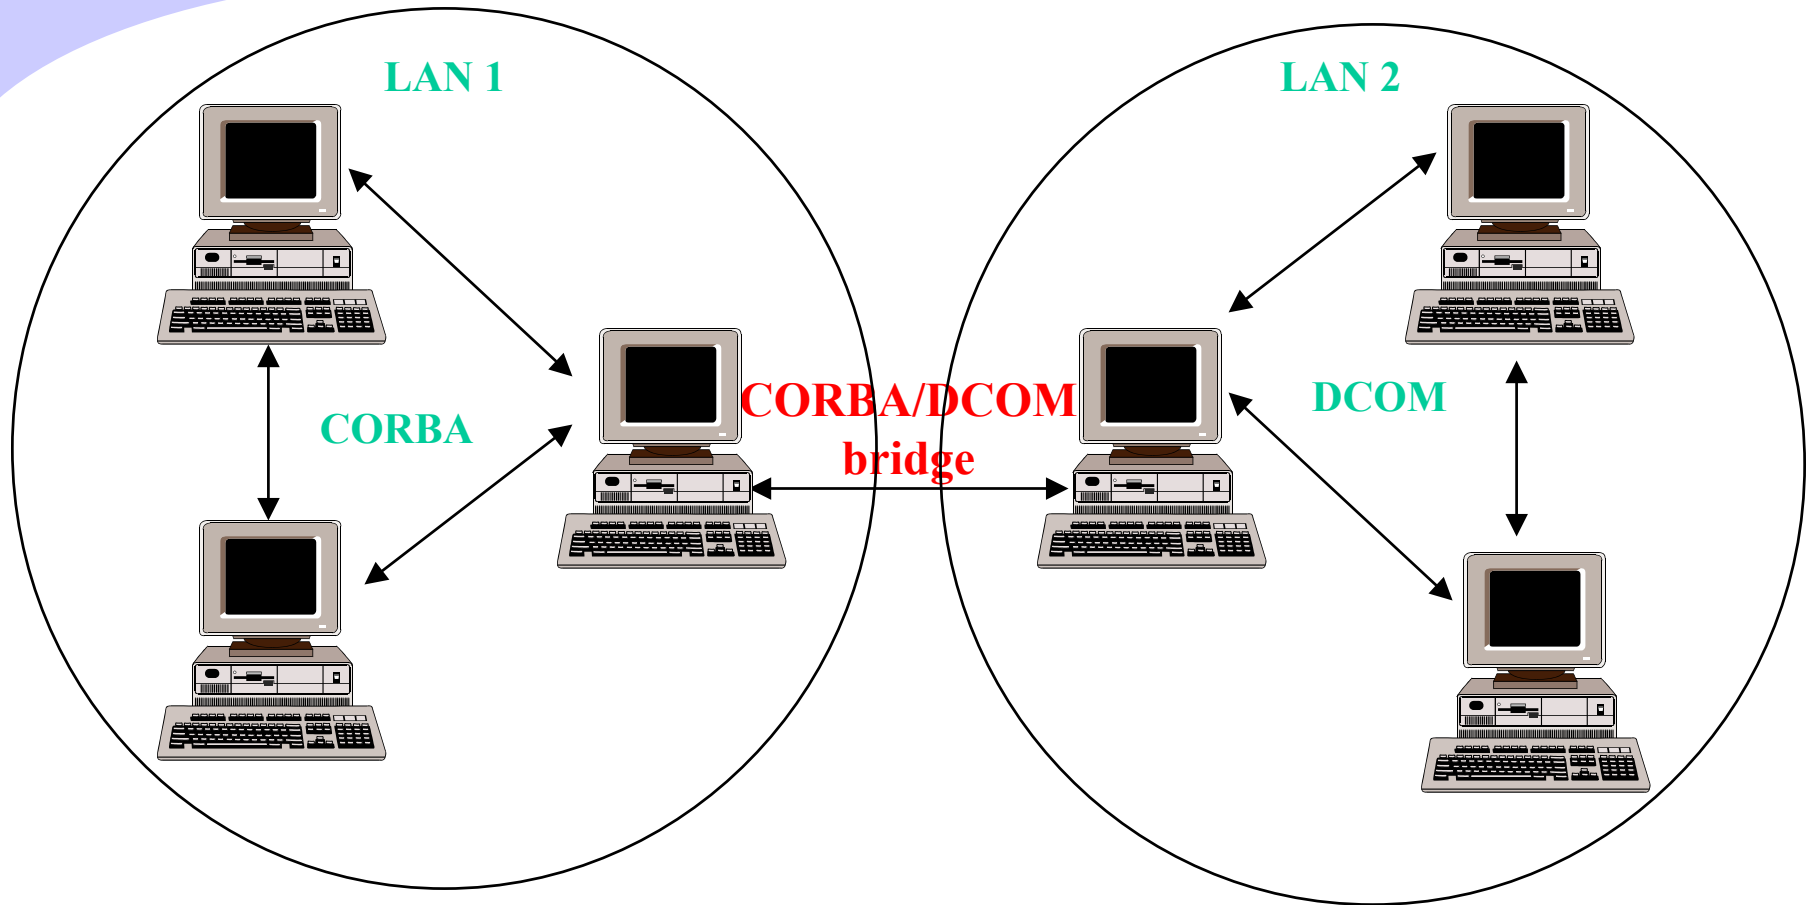 LAN 1
LAN 2
CORBA
CORBA/DCOM
bridge
DCOM